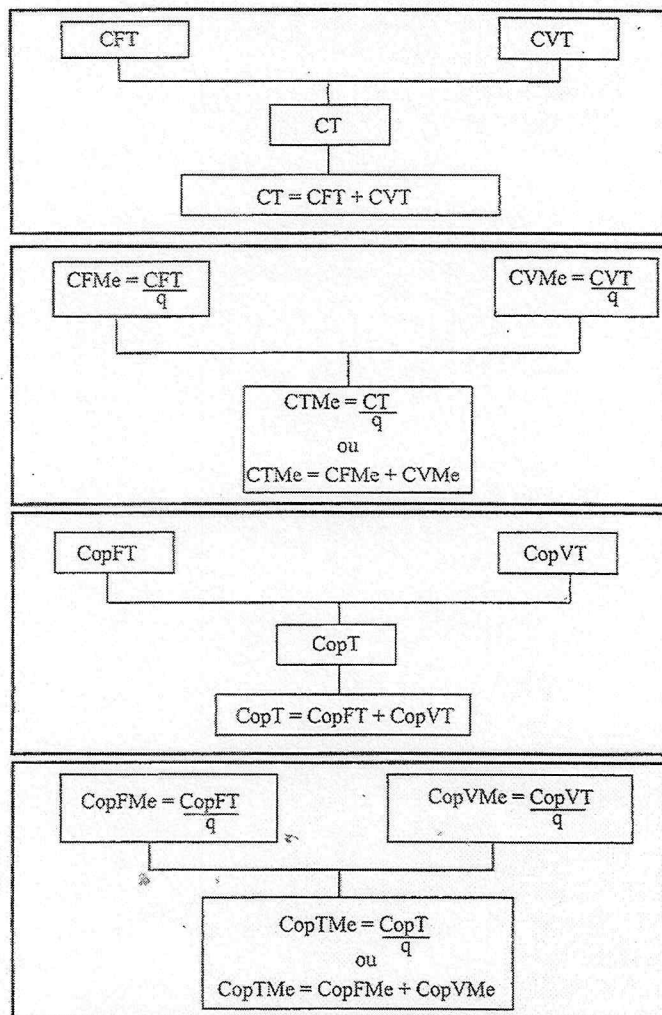 CFT
CVT
CT
CT = CFT + CVT
CFMe = CFT
q
CVMe = CVT
q
CTMe = CT
q
ou
CTMe = CFMe + CVMe
CopFT
CopVT
CopT
CopT = CopFT + CopVT
CopFMe = CopFT
q
CopVMe = CopVT
q
CopTMe = CopT
q
ou
CopTMe = CopFMe + CopVMe